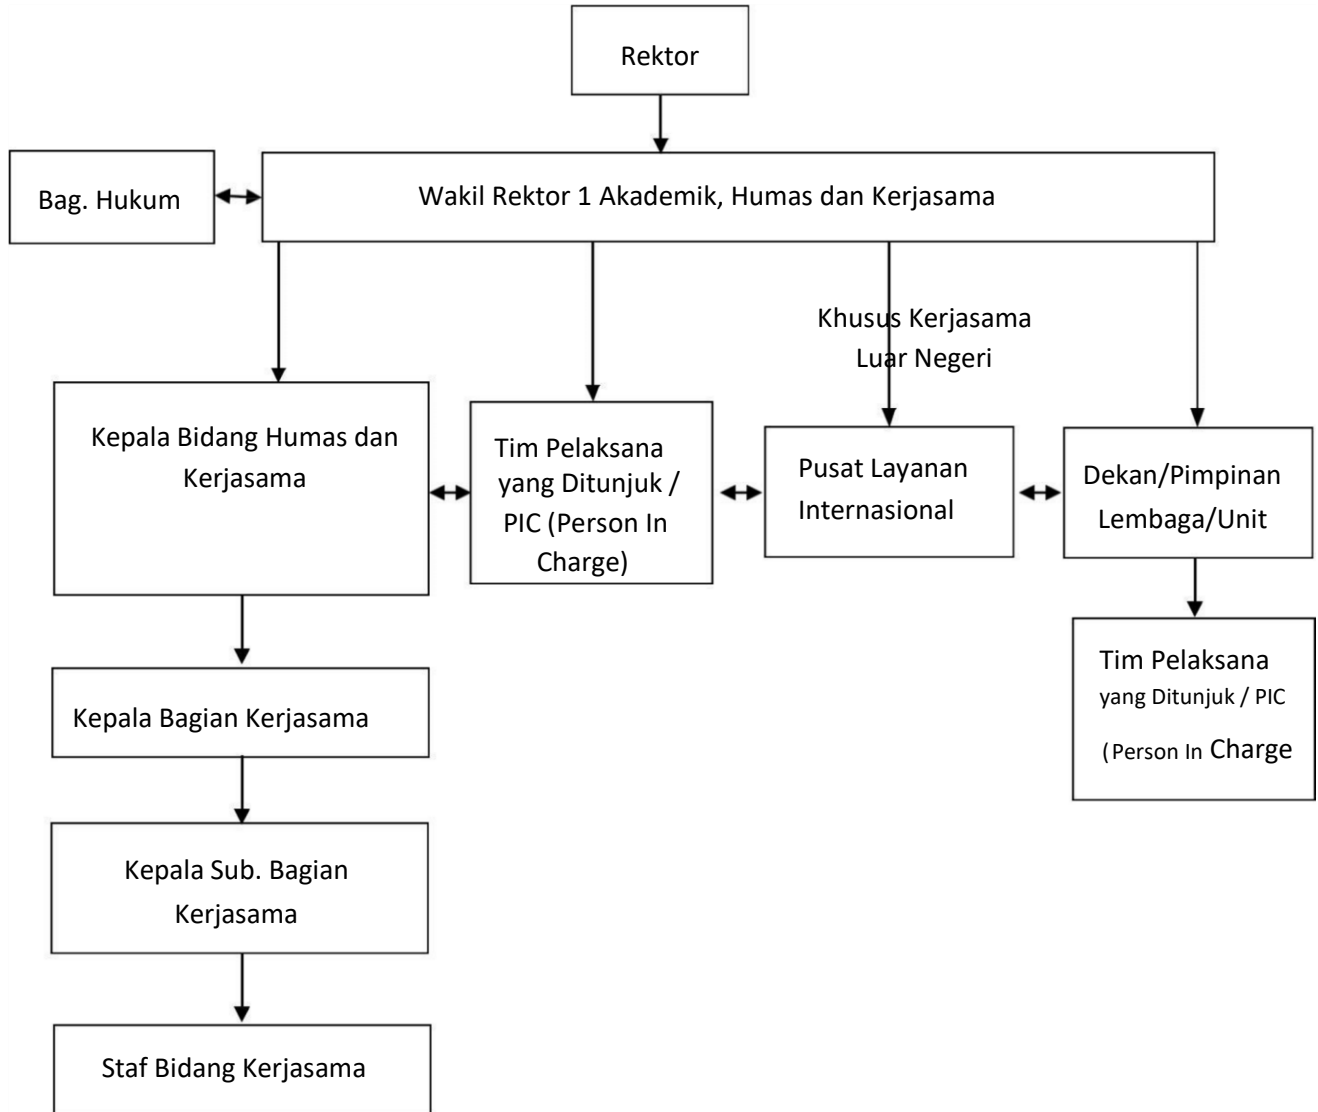 Rektor
Bag. Hukum
Wakil Rektor 1 Akademik, Humas dan Kerjasama
Khusus Kerjasama
Luar Negeri
Kepala Bidang Humas dan
Kerjasama
Tim Pelaksana
yang Ditunjuk /
PIC (Person In
Charge)
Pusat Layanan
Internasional
Dekan/Pimpinan
Lembaga/Unit
Tim Pelaksana
yang Ditunjuk / PIC
(Person In Charge
Kepala Bagian Kerjasama
Kepala Sub. Bagian
Kerjasama
Staf Bidang Kerjasama